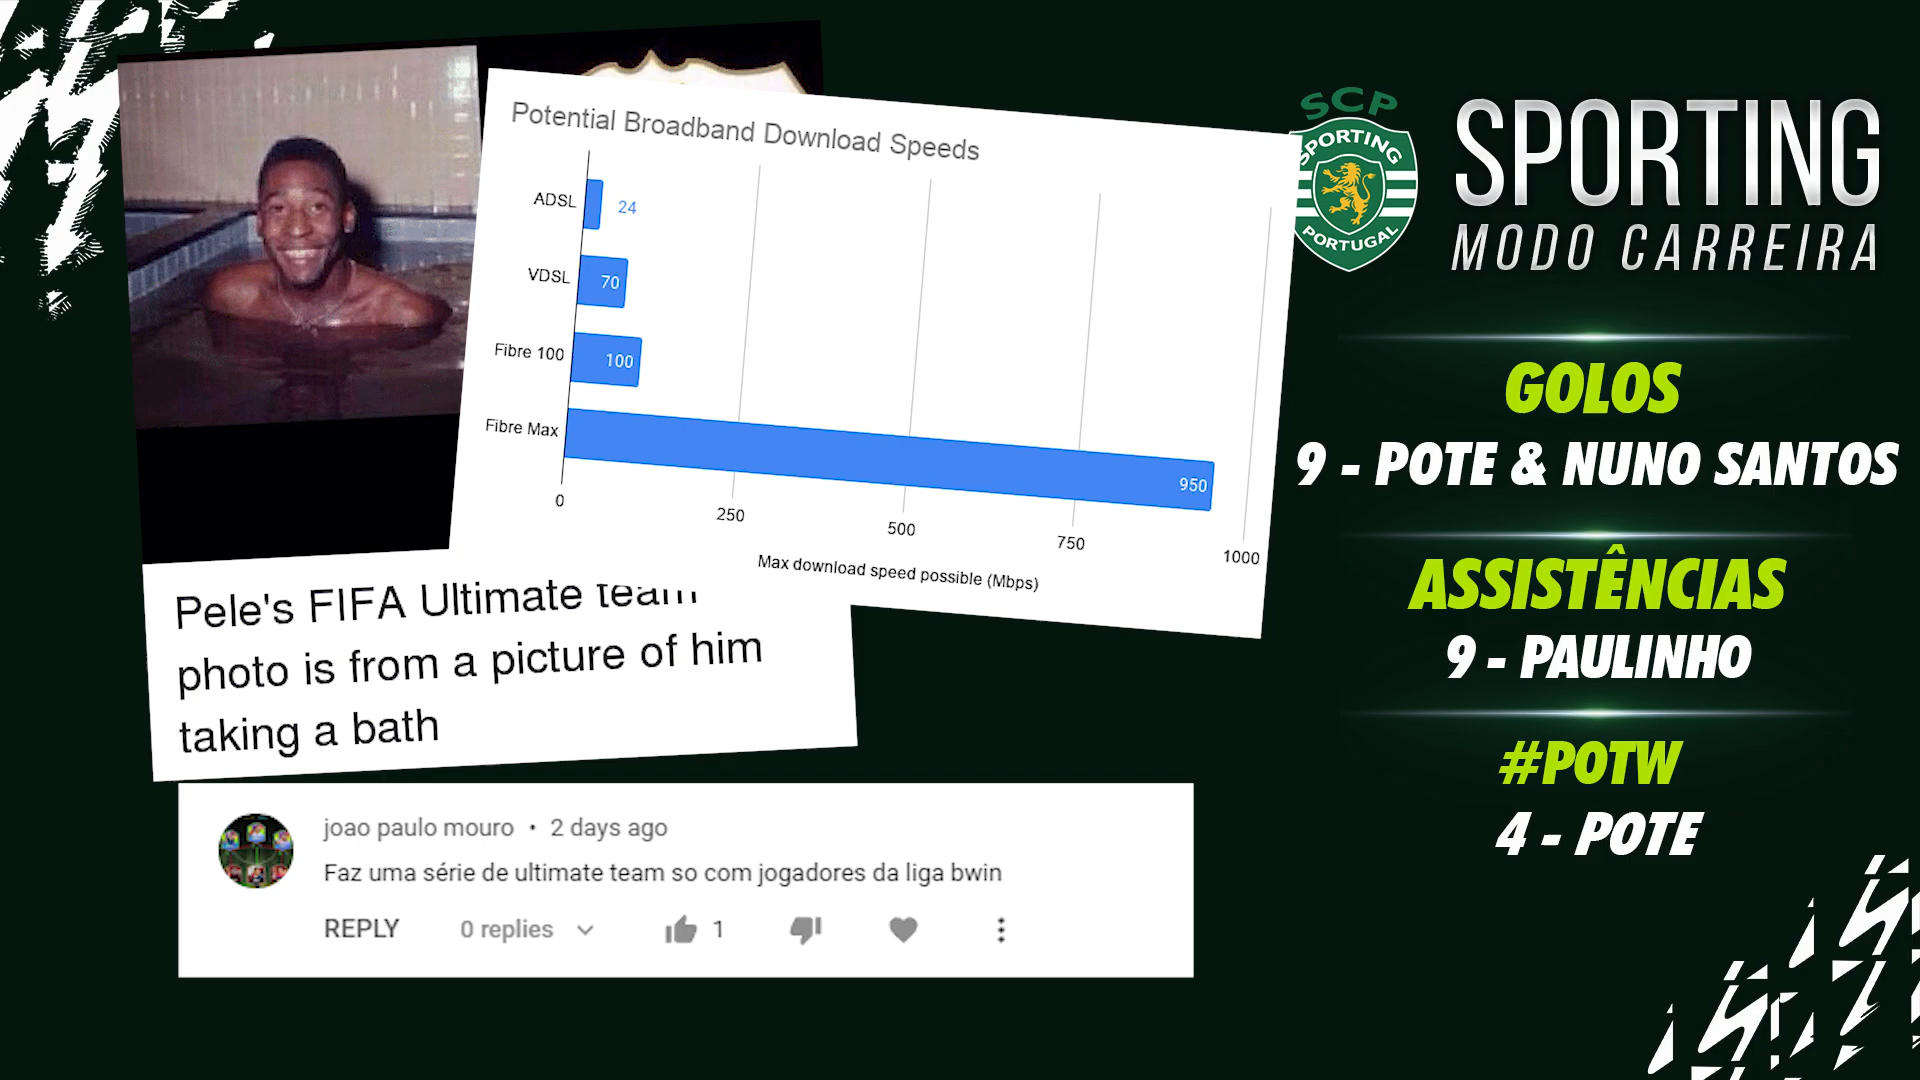 Potential Broadband Download Speeds
ADSL
24
VDSL
70
Fibre 100
100
Fibre Max
950
0
250
500
750
1000
Max download speed possible (Mbps)
Pele's FIFA Ultimate team
photo is from a picture of him
taking a bath
joao paulo mouro • 2 days ago
Faz uma série de ultimate team so com jogadores da liga bwin
REPLY 0 replies 1
SCP
SPORTING
PORTUGAL
SPORTING
MODO CARREIRA
GOLOS
9 - POTE & NUNO SANTOS
ASSISTÊNCIAS
9 - PAULINHO
#POTW
4 - POTE